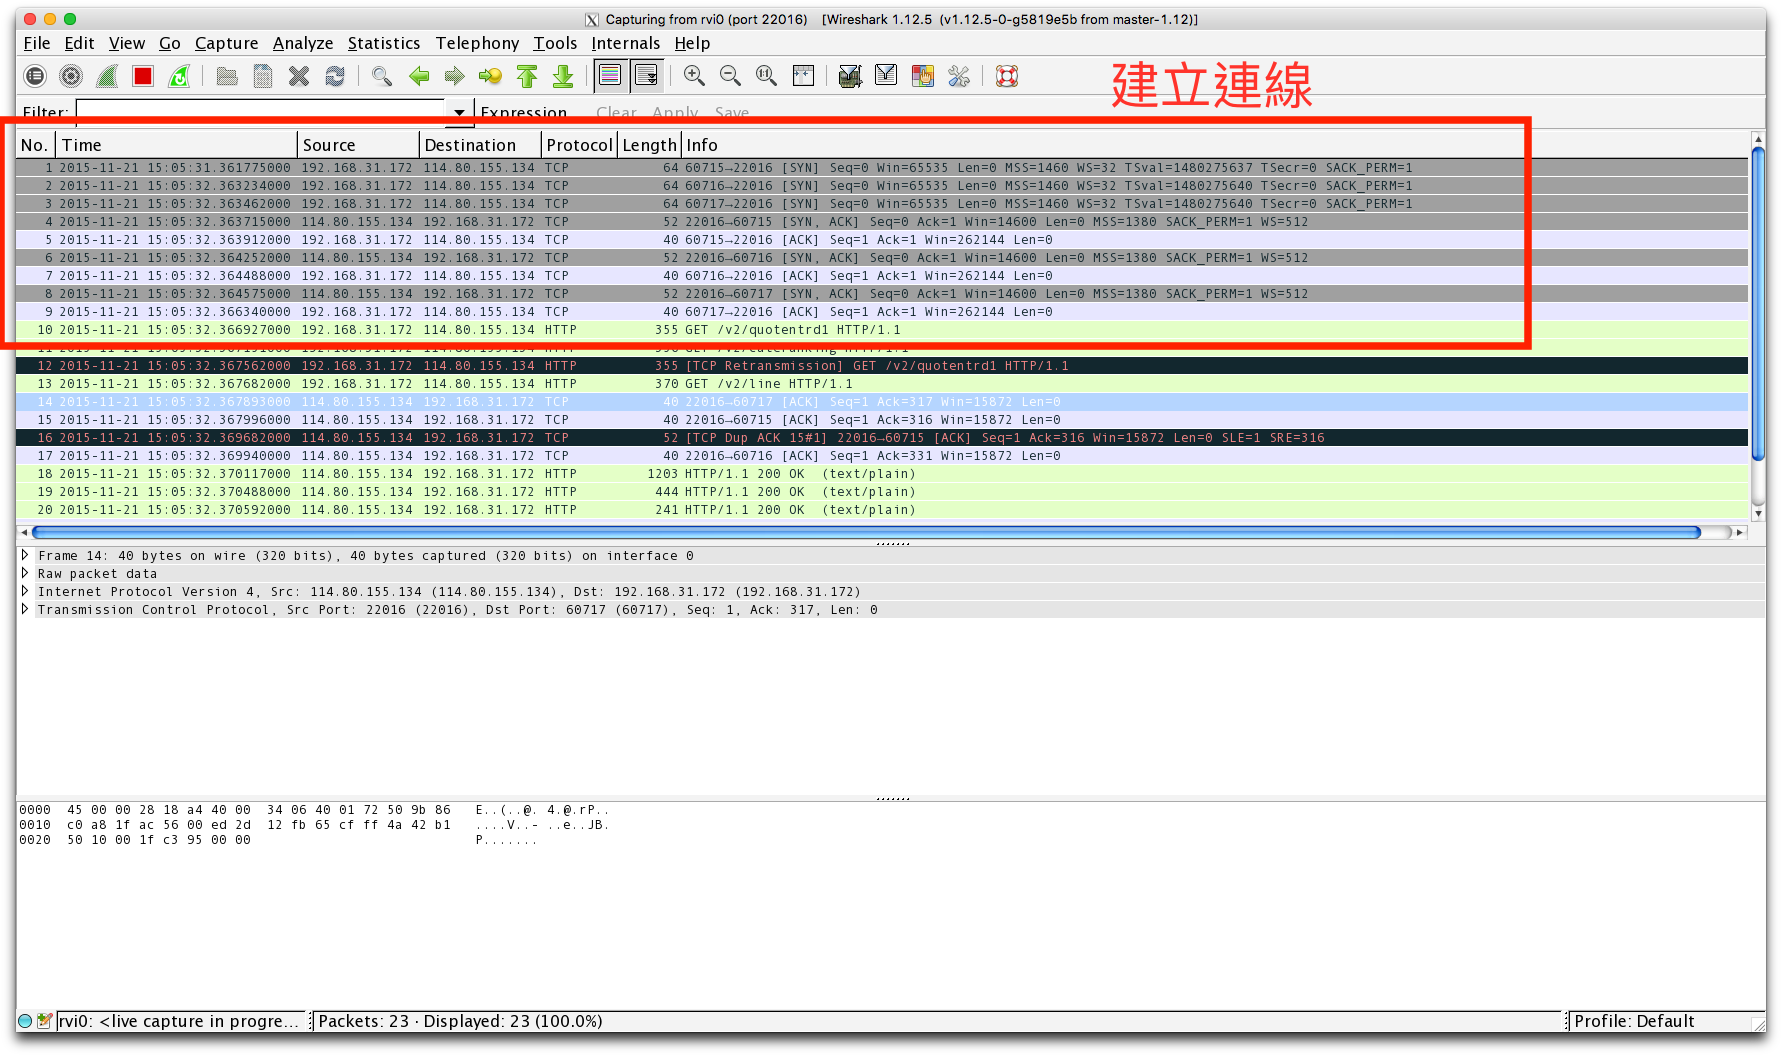 Capturing from rvi0 (port 22016)    [Wireshark 1.12.5  (v1.12.5-0-g5819e5b from master-1.12)]
File Edit View Go Capture Analyze Statistics Telephony Tools Internals Help
建立連線
Filter: Expression... Clear Apply Save
No. Time Source Destination Protocol Length Info
1 2015-11-21 15:05:31.361775000 192.168.31.172 114.80.155.134 TCP 64 60715→22016 [SYN] Seq=0 Win=65535 Len=0 MSS=1460 WS=32 TSval=1480275637 TSecr=0 SACK_PERM=1
2 2015-11-21 15:05:32.363234000 192.168.31.172 114.80.155.134 TCP 64 60716→22016 [SYN] Seq=0 Win=65535 Len=0 MSS=1460 WS=32 TSval=1480275640 TSecr=0 SACK_PERM=1
3 2015-11-21 15:05:32.363462000 192.168.31.172 114.80.155.134 TCP 64 60717→22016 [SYN] Seq=0 Win=65535 Len=0 MSS=1460 WS=32 TSval=1480275640 TSecr=0 SACK_PERM=1
4 2015-11-21 15:05:32.363715000 114.80.155.134 192.168.31.172 TCP 52 22016→60715 [SYN, ACK] Seq=0 Ack=1 Win=14600 Len=0 MSS=1380 SACK_PERM=1 WS=512
5 2015-11-21 15:05:32.363912000 192.168.31.172 114.80.155.134 TCP 40 60715→22016 [ACK] Seq=1 Ack=1 Win=262144 Len=0
6 2015-11-21 15:05:32.364252000 114.80.155.134 192.168.31.172 TCP 52 22016→60716 [SYN, ACK] Seq=0 Ack=1 Win=14600 Len=0 MSS=1380 SACK_PERM=1 WS=512
7 2015-11-21 15:05:32.364488000 192.168.31.172 114.80.155.134 TCP 40 60716→22016 [ACK] Seq=1 Ack=1 Win=262144 Len=0
8 2015-11-21 15:05:32.364575000 114.80.155.134 192.168.31.172 TCP 52 22016→60717 [SYN, ACK] Seq=0 Ack=1 Win=14600 Len=0 MSS=1380 SACK_PERM=1 WS=512
9 2015-11-21 15:05:32.366340000 192.168.31.172 114.80.155.134 TCP 40 60717→22016 [ACK] Seq=1 Ack=1 Win=262144 Len=0
10 2015-11-21 15:05:32.366927000 192.168.31.172 114.80.155.134 HTTP 355 GET /v2/quotentrd1 HTTP/1.1
12 2015-11-21 15:05:32.367562000 192.168.31.172 114.80.155.134 HTTP 355 [TCP Retransmission] GET /v2/quotentrd1 HTTP/1.1
13 2015-11-21 15:05:32.367682000 192.168.31.172 114.80.155.134 HTTP 370 GET /v2/line HTTP/1.1
14 2015-11-21 15:05:32.367893000 114.80.155.134 192.168.31.172 TCP 40 22016→60717 [ACK] Seq=1 Ack=317 Win=15872 Len=0
15 2015-11-21 15:05:32.367996000 114.80.155.134 192.168.31.172 TCP 40 22016→60715 [ACK] Seq=1 Ack=316 Win=15872 Len=0
16 2015-11-21 15:05:32.369682000 114.80.155.134 192.168.31.172 TCP 52 [TCP Dup ACK 15#1] 22016→60715 [ACK] Seq=1 Ack=316 Win=15872 Len=0 SLE=1 SRE=316
17 2015-11-21 15:05:32.369940000 114.80.155.134 192.168.31.172 TCP 40 22016→60716 [ACK] Seq=1 Ack=331 Win=15872 Len=0
18 2015-11-21 15:05:32.370117000 114.80.155.134 192.168.31.172 HTTP 1203 HTTP/1.1 200 OK  (text/plain)
19 2015-11-21 15:05:32.370488000 114.80.155.134 192.168.31.172 HTTP 444 HTTP/1.1 200 OK  (text/plain)
20 2015-11-21 15:05:32.370592000 114.80.155.134 192.168.31.172 HTTP 241 HTTP/1.1 200 OK  (text/plain)
Frame 14: 40 bytes on wire (320 bits), 40 bytes captured (320 bits) on interface 0
Raw packet data
Internet Protocol Version 4, Src: 114.80.155.134 (114.80.155.134), Dst: 192.168.31.172 (192.168.31.172)
Transmission Control Protocol, Src Port: 22016 (22016), Dst Port: 60717 (60717), Seq: 1, Ack: 317, Len: 0
0000  45 00 00 28 18 a4 40 00  34 06 40 01 72 50 9b 86   E..(..@. 4.@.rP..
0010  c0 a8 1f ac 56 00 ed 2d  12 fb 65 cf ff 4a 42 b1   ....V..- ..e..JB.
0020  50 10 00 1f c3 95 00 00   P.......
rvi0: <live capture in progre... Packets: 23 · Displayed: 23 (100.0%) Profile: Default